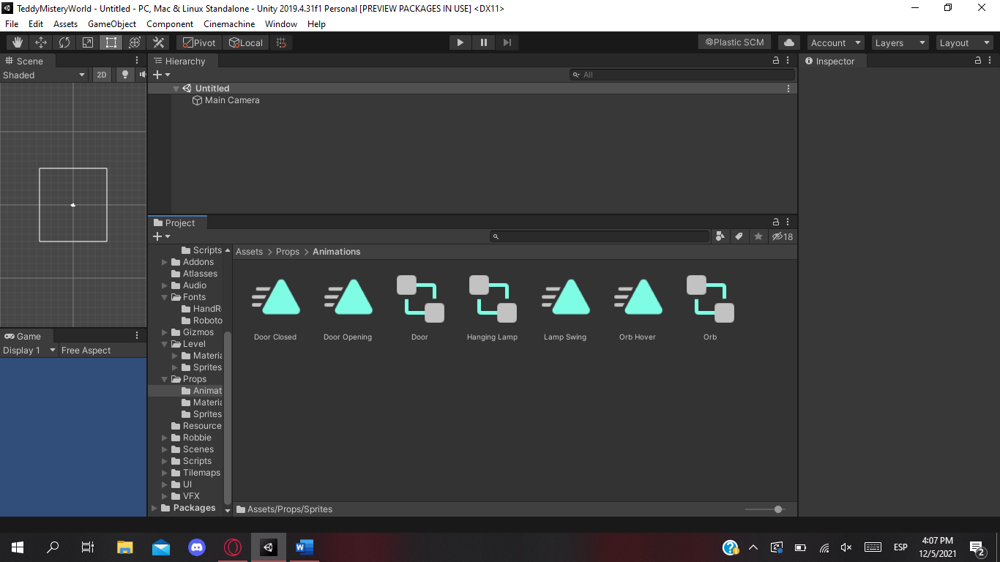 TeddyMisteryWorld - Untitled - PC, Mac & Linux Standalone - Unity 2019.4.31f1 Personal [PREVIEW PACKAGES IN USE] <DX11>
File Edit Assets GameObject Component Cinemachine Window Help
Pivot Local Plastic SCM Account Layers Layout
Scene
Shaded 2D
Hierarchy
All
Untitled
Main Camera
Inspector
Game
Display 1 Free Aspect
Project
18
Scripts
Addons
Atlasses
Audio
Fonts
HandRe
Roboto
Gizmos
Level
Materia
Sprites
Props
Animat
Materia
Sprites
Resource
Robbie
Scenes
Scripts
Tilemaps
UI
VFX
Packages
Assets > Props > Animations
Door Closed Door Opening Door Hanging Lamp Lamp Swing Orb Hover Orb
Assets/Props/Sprites
ESP
4:07 PM
12/5/2021
2